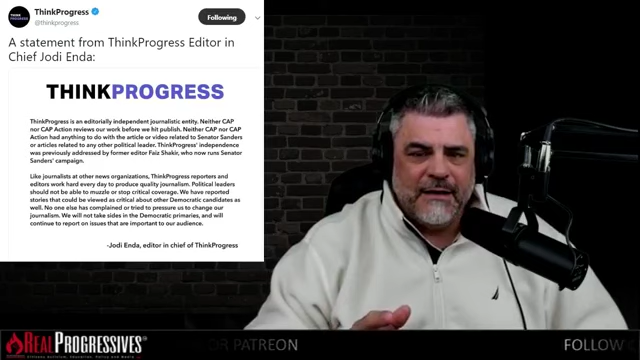 ThinkProgress
@thinkprogress
Following
A statement from ThinkProgress Editor in
Chief Jodi Enda:
THINKPROGRESS
ThinkProgress is an editorially independent journalistic entity. Neither CAP
nor CAP Action reviews our work before we hit publish. Neither CAP nor CAP
Action had anything to do with the article or video related to Senator Sanders
or articles related to any other political leader. ThinkProgress' independence
was previously addressed by former editor Faiz Shakir, who now runs Senator
Sanders' campaign.
Like journalists at other news organizations, ThinkProgress reporters and
editors work hard every day to produce quality journalism. Political leaders
should not be able to muzzle or stop critical coverage. We have reported
stories that could be viewed as critical about other Democratic candidates as
well. No one else has complained or tried to pressure us to change our
journalism. We will not take sides in the Democratic primaries, and will
continue to report on issues that are important to our audience.
-Jodi Enda, editor in chief of ThinkProgress
REALPROGRESSIVES
OR PATREON
FOLLOW